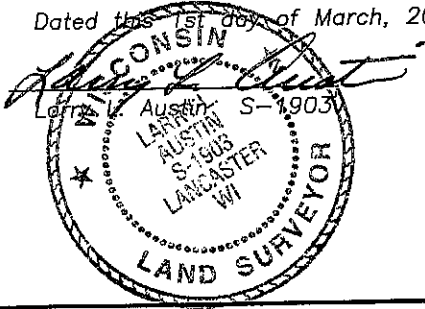 Dated this 1st day of March, 20
Larry L. Austin S-1903
WISCONSIN
LARRY L.
AUSTIN
S-1903
LANCASTER
WI
LAND SURVEYOR